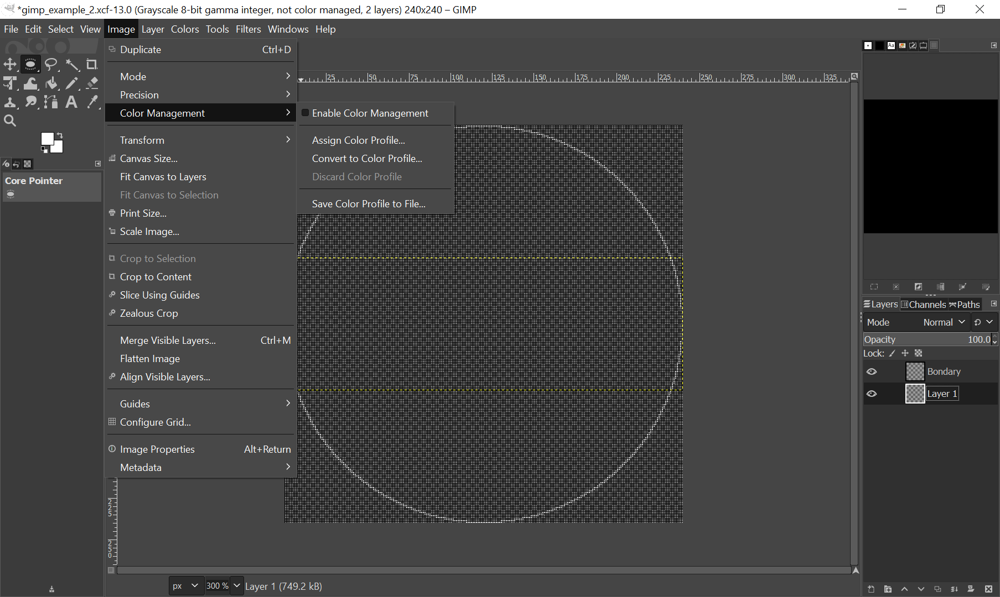 *gimp_example_2.xcf-13.0 (Grayscale 8-bit gamma integer, not color managed, 2 layers) 240x240 – GIMP
File Edit Select View Image Layer Colors Tools Filters Windows Help
Duplicate Ctrl+D
Mode
Precision
Color Management
Transform
Canvas Size...
Fit Canvas to Layers
Fit Canvas to Selection
Print Size...
Scale Image...
Crop to Selection
Crop to Content
Slice Using Guides
Zealous Crop
Merge Visible Layers... Ctrl+M
Flatten Image
Align Visible Layers...
Guides
Configure Grid...
Image Properties Alt+Return
Metadata
Enable Color Management
Assign Color Profile...
Convert to Color Profile...
Discard Color Profile
Save Color Profile to File...
25 50 75 100 125 150 175 200 225 250 275 300 325
225
250
Core Pointer
Aa
Layers Channels Paths
Mode Normal
Opacity 100.0
Lock:
Bondary
Layer 1
px 300 % Layer 1 (749.2 kB)